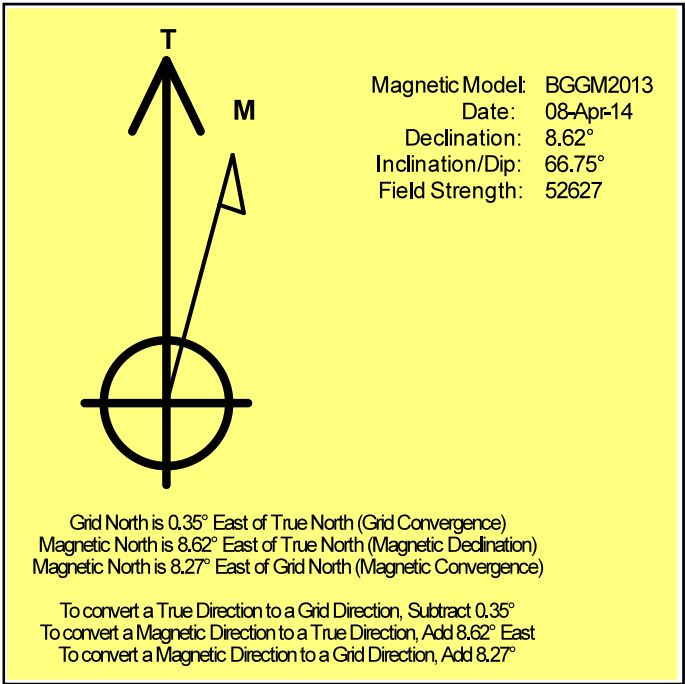 T
M
Magnetic Model: BGGM2013
Date: 08-Apr-14
Declination: 8.62°
Inclination/Dip: 66.75°
Field Strength: 52627
Grid North is 0.35° East of True North (Grid Convergence)
Magnetic North is 8.62° East of True North (Magnetic Declination)
Magnetic North is 8.27° East of Grid North (Magnetic Convergence)
To convert a True Direction to a Grid Direction, Subtract 0.35°
To convert a Magnetic Direction to a True Direction, Add 8.62° East
To convert a Magnetic Direction to a Grid Direction, Add 8.27°